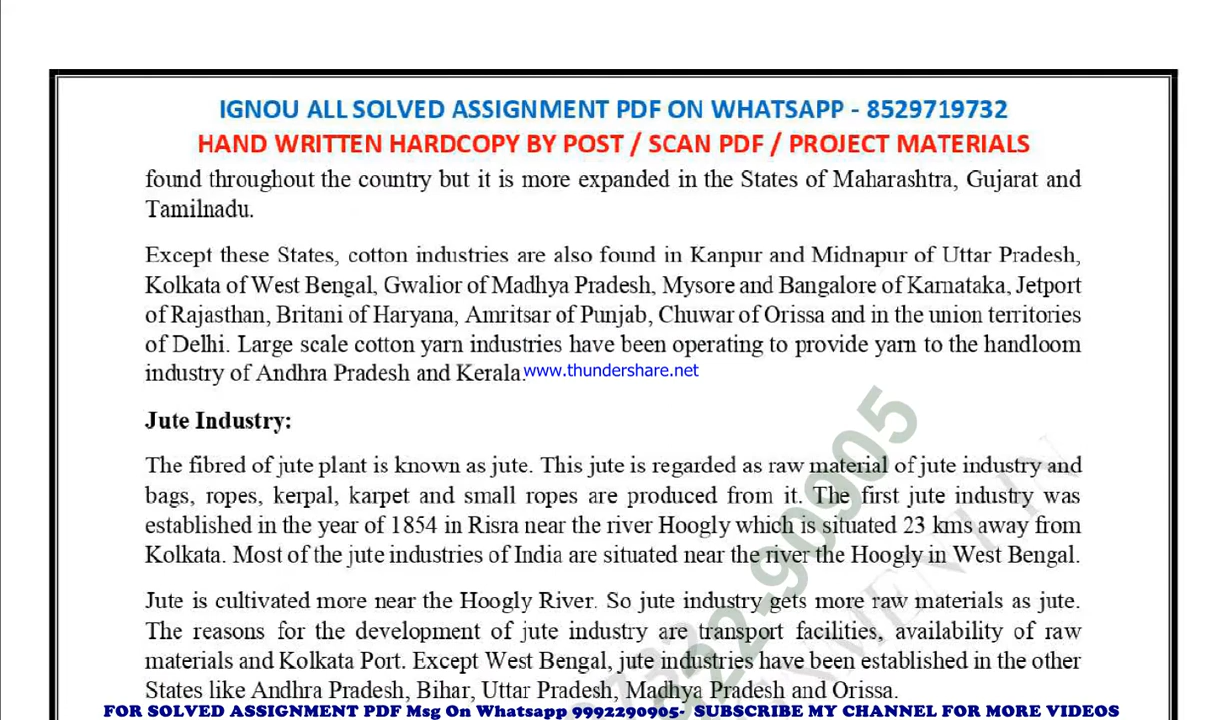 IGNOU ALL SOLVED ASSIGNMENT PDF ON WHATSAPP - 8529719732
HAND WRITTEN HARDCOPY BY POST / SCAN PDF / PROJECT MATERIALS
found throughout the country but it is more expanded in the States of Maharashtra, Gujarat and
Tamilnadu.
Except these States, cotton industries are also found in Kanpur and Midnapur of Uttar Pradesh,
Kolkata of West Bengal, Gwalior of Madhya Pradesh, Mysore and Bangalore of Karnataka, Jetport
of Rajasthan, Britani of Haryana, Amritsar of Punjab, Chuwar of Orissa and in the union territories
of Delhi. Large scale cotton yarn industries have been operating to provide yarn to the handloom
industry of Andhra Pradesh and Kerala.www.thundershare.net
Jute Industry:
The fibred of jute plant is known as jute. This jute is regarded as raw material of jute industry and
bags, ropes, kerpal, karpet and small ropes are produced from it. The first jute industry was
established in the year of 1854 in Risra near the river Hoogly which is situated 23 kms away from
Kolkata. Most of the jute industries of India are situated near the river the Hoogly in West Bengal.
Jute is cultivated more near the Hoogly River. So jute industry gets more raw materials as jute.
The reasons for the development of jute industry are transport facilities, availability of raw
materials and Kolkata Port. Except West Bengal, jute industries have been established in the other
States like Andhra Pradesh, Bihar, Uttar Pradesh, Madhya Pradesh and Orissa.
FOR SOLVED ASSIGNMENT PDF Msg On Whatsapp 9992290905- SUBSCRIBE MY CHANNEL FOR MORE VIDEOS